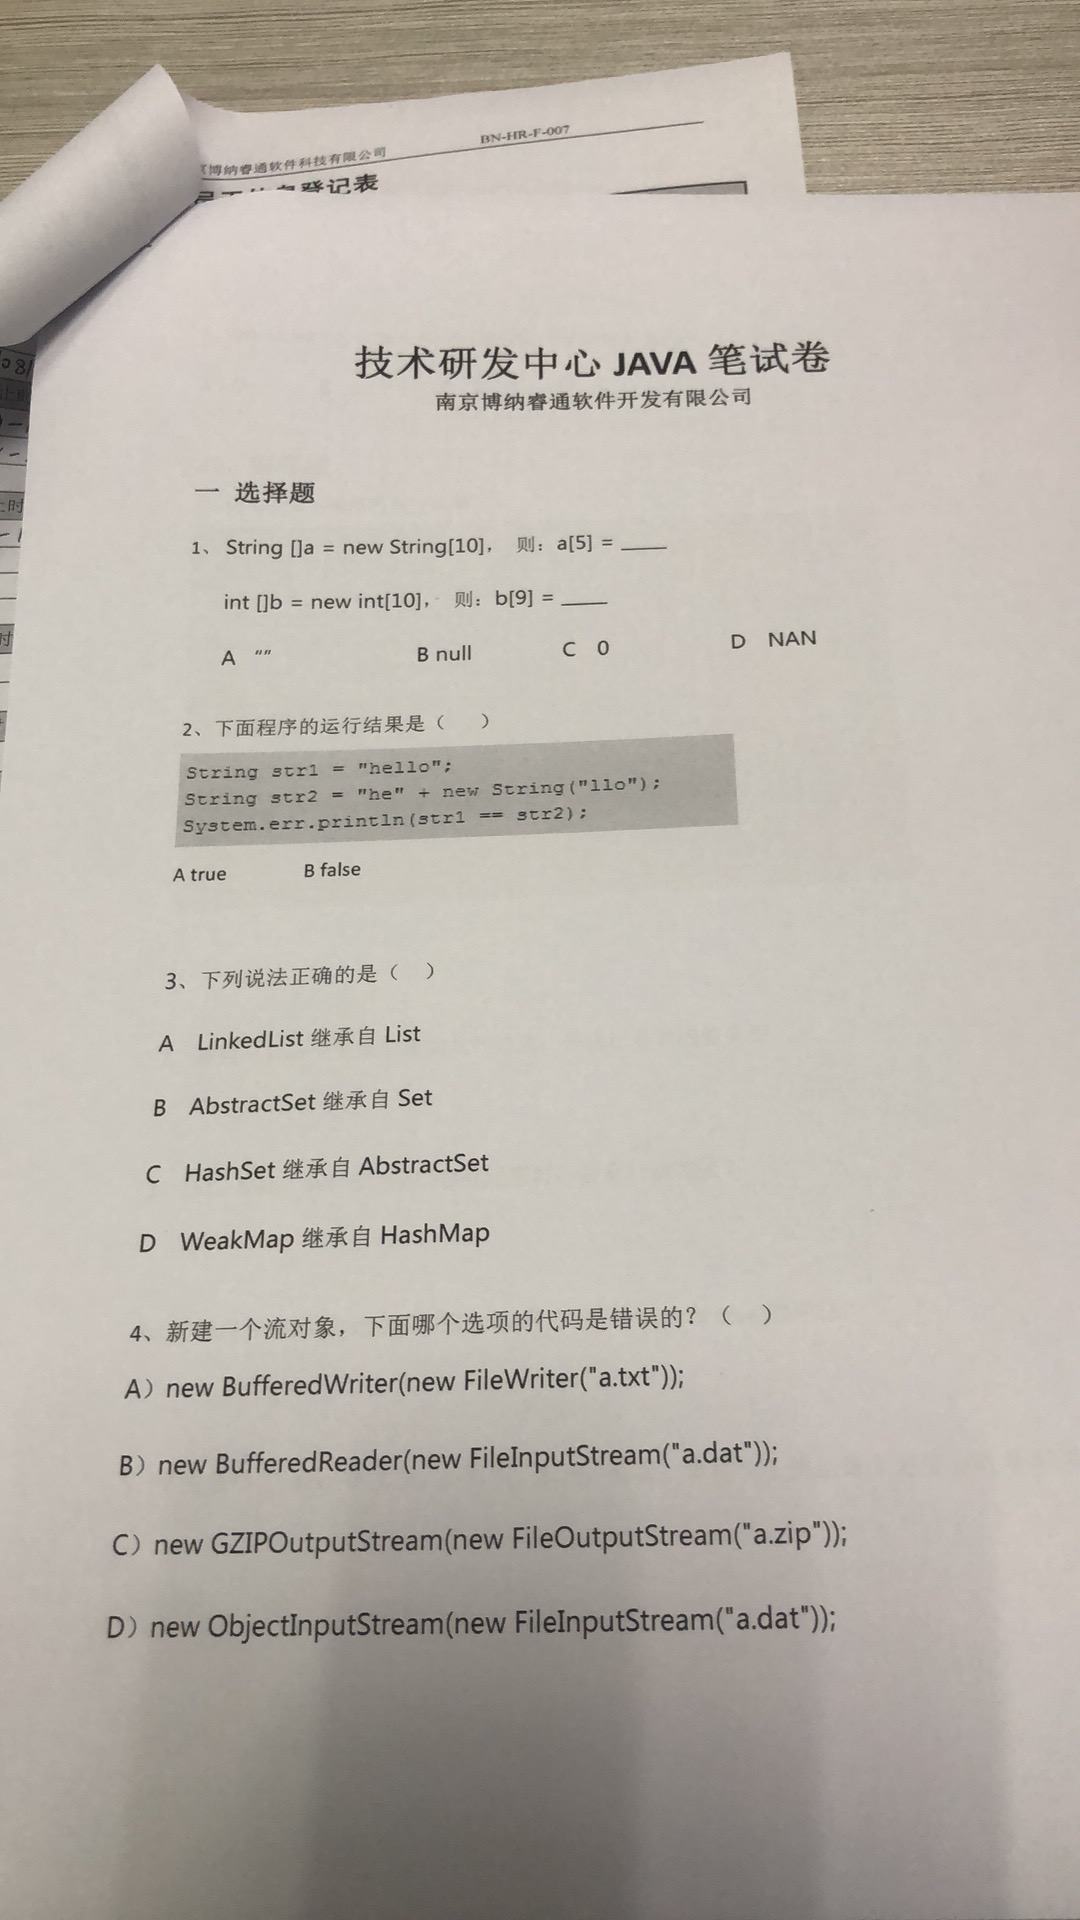 BN-HR-F-007
博纳睿通软件科技有限公司
登记表
技术研发中心 JAVA 笔试卷
南京博纳睿通软件开发有限公司
一 选择题
1、 String []a = new String[10]， 则：a[5] = ____
int []b = new int[10]， 则：b[9] = ____
A “” B null C 0 D NAN
2、下面程序的运行结果是（ ）
String str1 = "hello";
String str2 = "he" + new String("llo");
System.err.println(str1 == str2);
A true B false
3、下列说法正确的是（ ）
A LinkedList 继承自 List
B AbstractSet 继承自 Set
C HashSet 继承自 AbstractSet
D WeakMap 继承自 HashMap
4、新建一个流对象，下面哪个选项的代码是错误的？（ ）
A）new BufferedWriter(new FileWriter("a.txt"));
B）new BufferedReader(new FileInputStream("a.dat"));
C）new GZIPOutputStream(new FileOutputStream("a.zip"));
D）new ObjectInputStream(new FileInputStream("a.dat"));